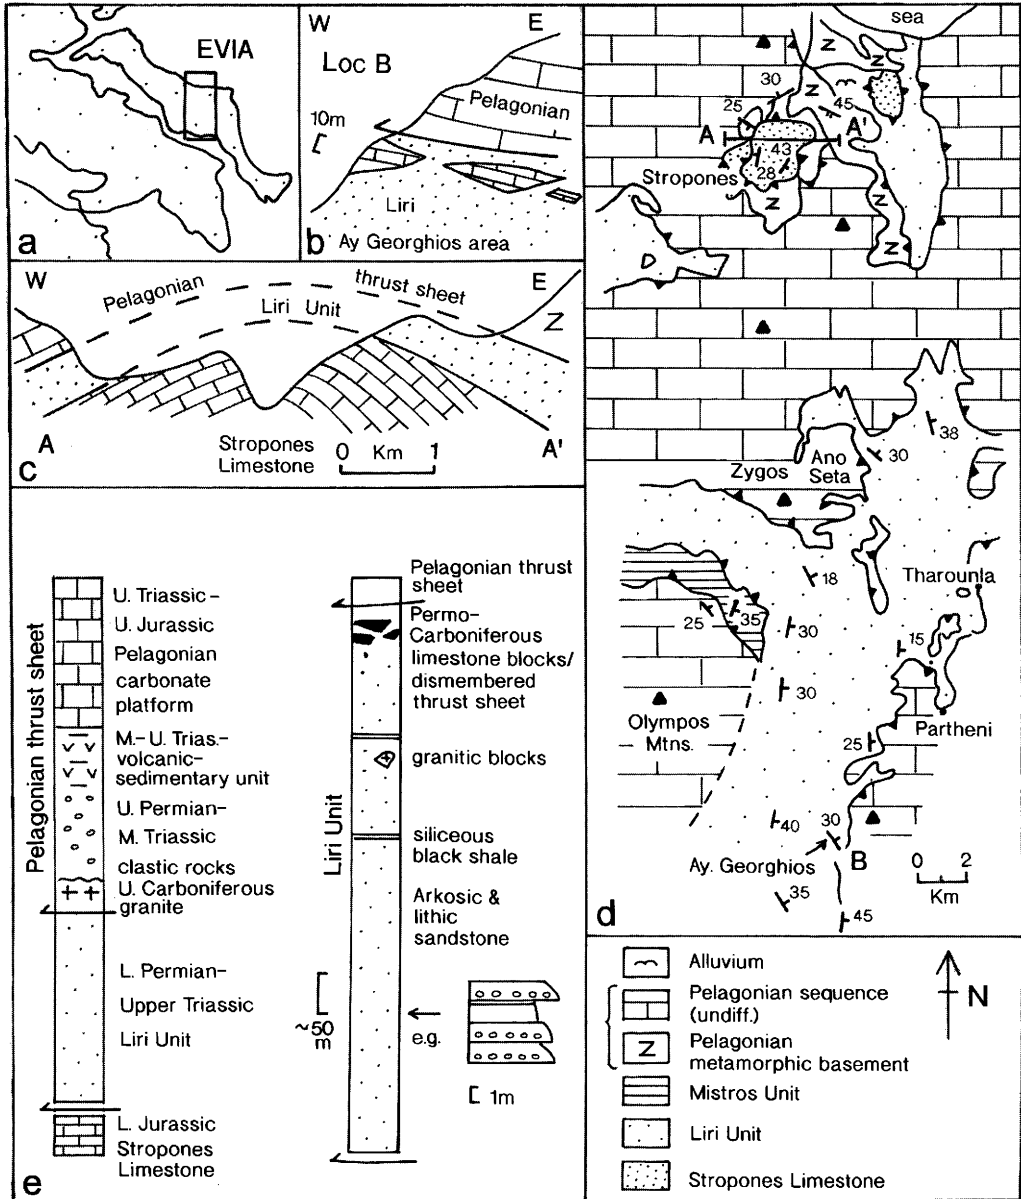 EVIA
a
W
E
Loc B
10m
Pelagonian
Liri
Ay Georghios area
b
W
E
Pelagonian
thrust sheet
Liri Unit
Z
A
A'
Stropones
Limestone
0 Km 1
c
sea
Z
Z
Z
30
25
45
A
A'
43
28
Stropones
Z
Z
Z
38
30
Ano
Seta
Zygos
18
Tharounia
25
35
30
15
30
Olympos
Mtns.
Partheni
25
40
30
Ay. Georghios
B
0 2
Km
35
45
d
Pelagonian thrust sheet
U. Triassic-
U. Jurassic
Pelagonian
carbonate
platform
M.- U. Trias.-
volcanic-
sedimentary unit
U. Permian-
M. Triassic
clastic rocks
U. Carboniferous
granite
L. Permian-
Upper Triassic
Liri Unit
L. Jurassic
Stropones
Limestone
~50
m
Liri Unit
Pelagonian thrust
sheet
Permo-
Carboniferous
limestone blocks/
dismembered
thrust sheet
granitic blocks
siliceous
black shale
Arkosic &
lithic
sandstone
e.g.
1m
e
Alluvium
Pelagonian sequence
(undiff.)
Z
Pelagonian
metamorphic basement
Mistros Unit
Liri Unit
Stropones Limestone
N